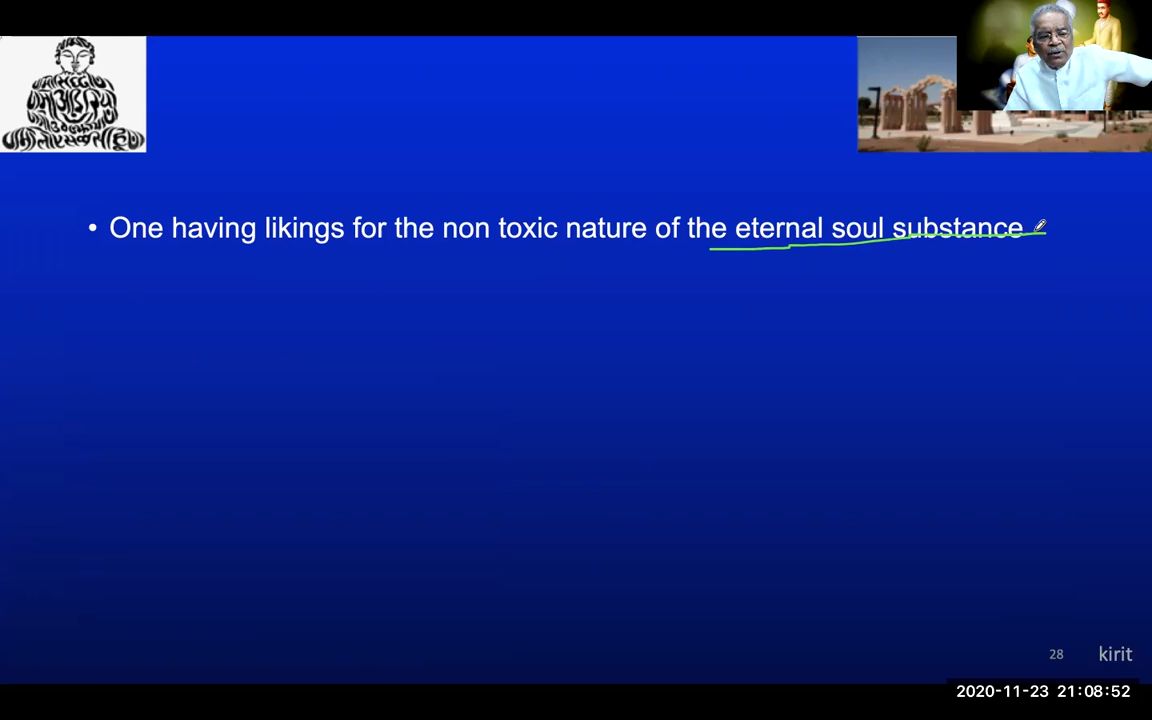 • One having likings for the non toxic nature of the eternal soul substance
28 kirit
2020-11-23 21:08:52